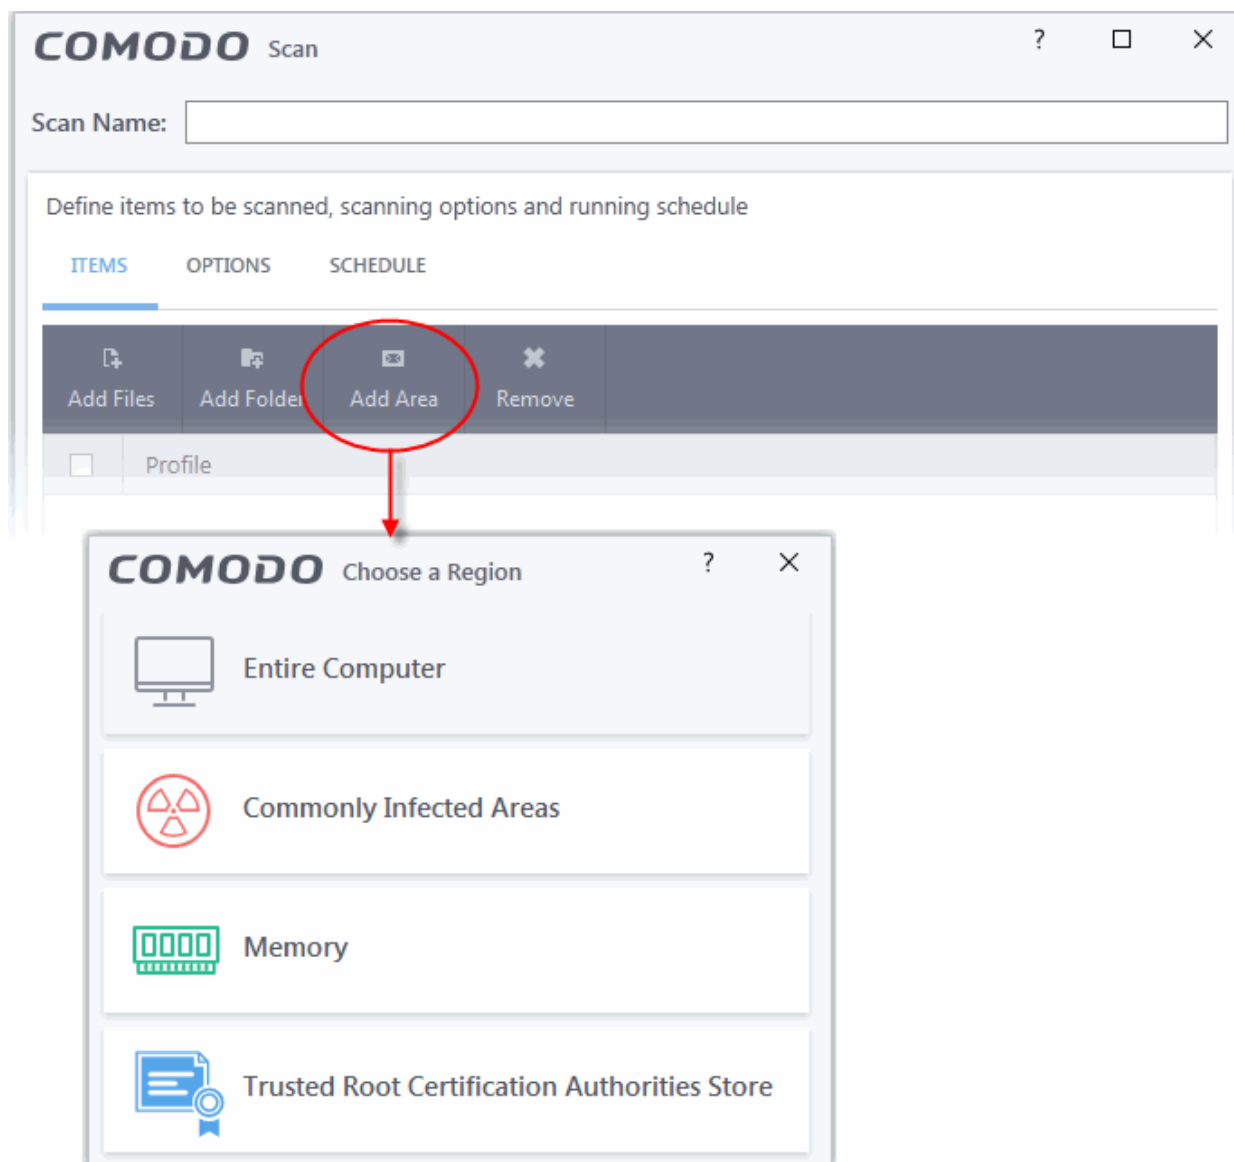 COMODO Scan ?
Scan Name:
Define items to be scanned, scanning options and running schedule
ITEMS OPTIONS SCHEDULE
Add Files Add Folder Add Area Remove
Profile
COMODO Choose a Region ?
Entire Computer
Commonly Infected Areas
Memory
Trusted Root Certification Authorities Store